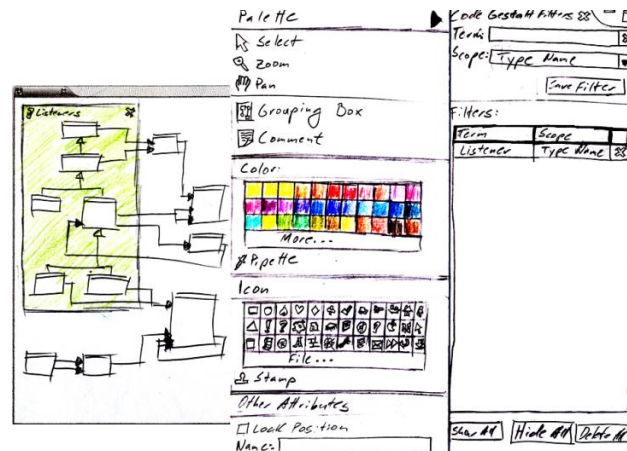 Listeners
Palette
Select
Zoom
Pan
Grouping Box
Comment
Color:
More...
Pipette
Icon
File...
Stamp
Other Attributes
Lock Position
Name:
Code Gestalt Filters
Term:
Scope: Type Name
Save Filter
Filters:
Term Scope
Listener Type Name
Show All Hide All Delete All